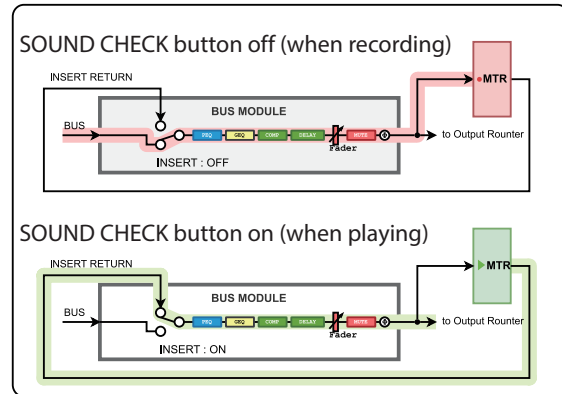 SOUND CHECK button off (when recording)
INSERT RETURN
MTR
BUS MODULE
BUS
PEQ GEQ COMP DELAY MUTE
to Output Rounter
Fader
INSERT : OFF
SOUND CHECK button on (when playing)
INSERT RETURN
MTR
BUS MODULE
BUS
PEQ GEQ COMP DELAY MUTE
to Output Rounter
Fader
INSERT : ON